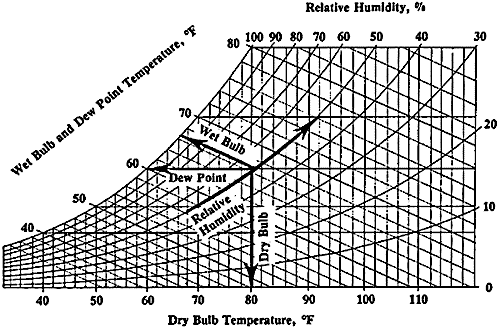 Relative Humidity, %
80 100 90 80 70 60 50 40 30
Wet Bulb and Dew Point Temperature, °F
70
20
Wet Bulb
60
Dew Point
50
Relative
Humidity
Dry Bulb
10
40
0
40 50 60 70 80 90 100 110
Dry Bulb Temperature, °F